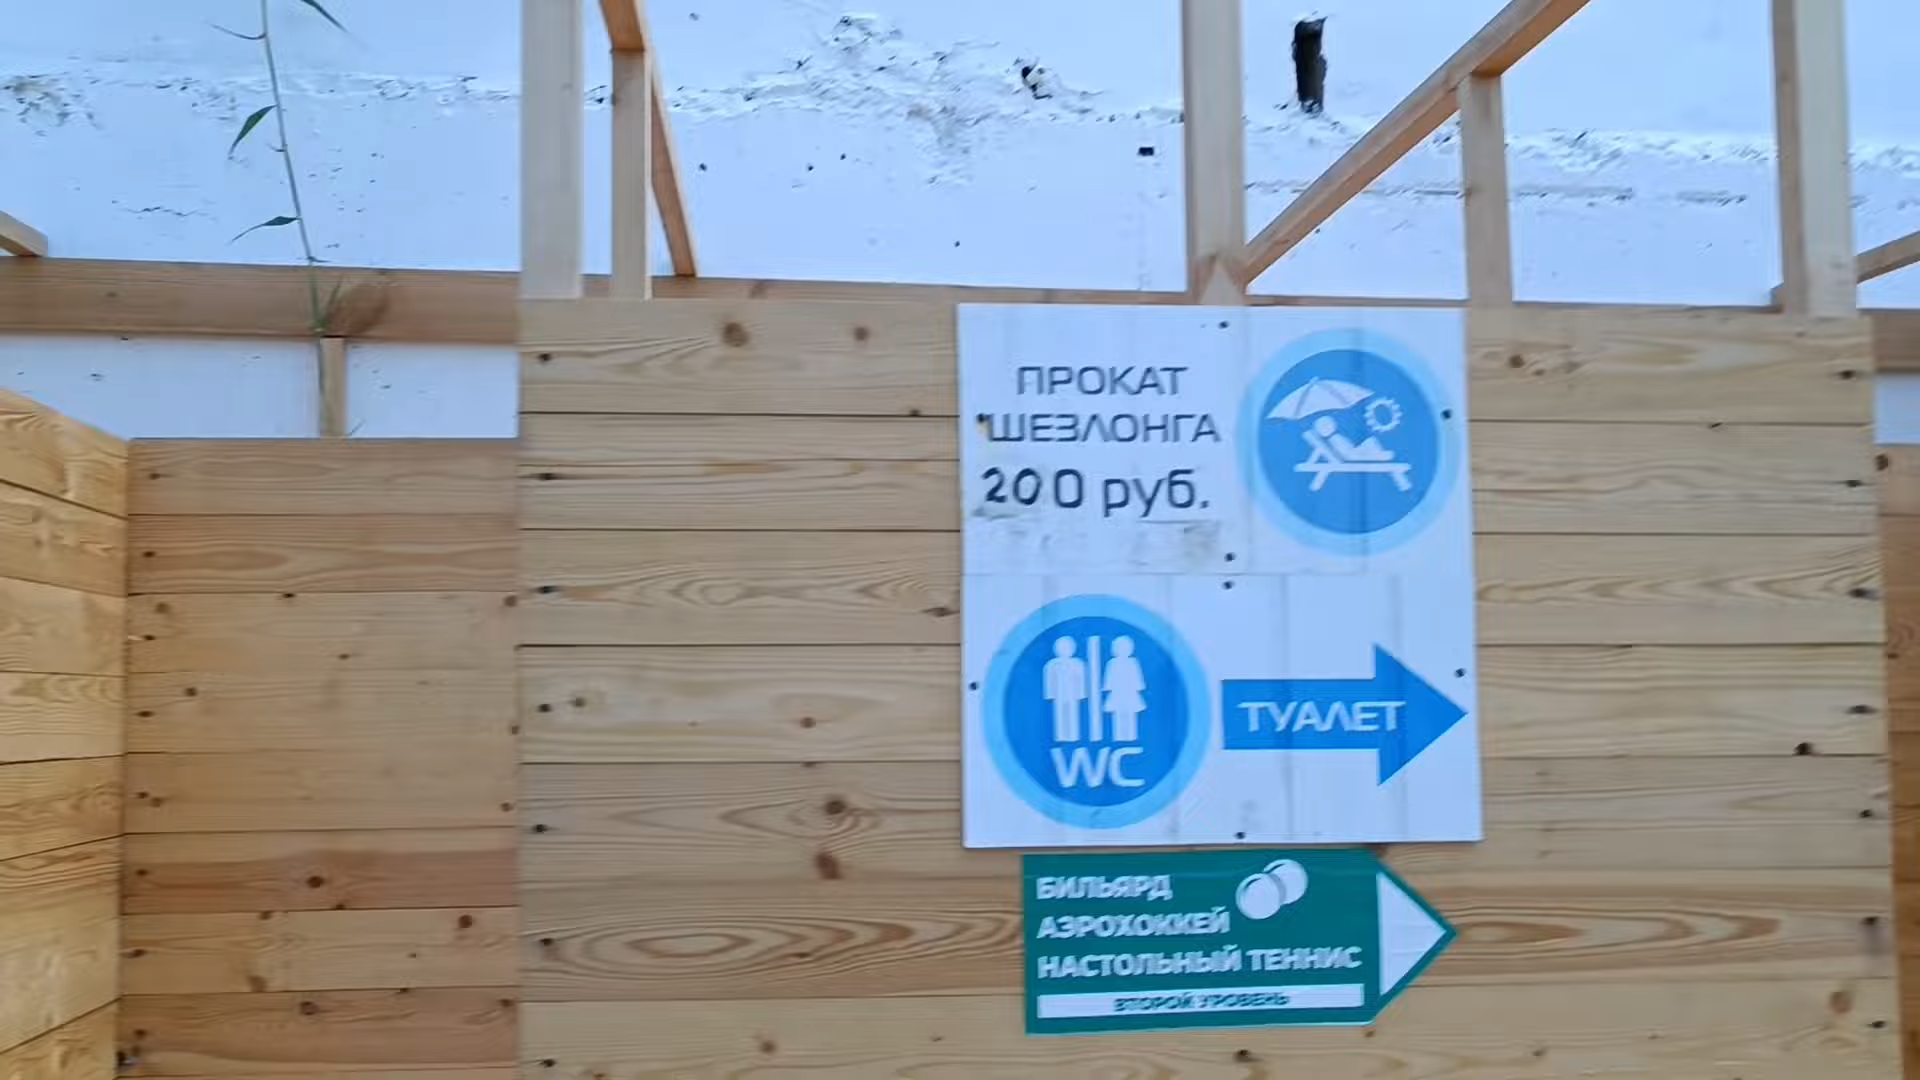 ПРОКАТ
ШЕЗЛОНГА
200 руб.
WC
ТУАЛЕТ
БИЛЬЯРД
АЭРОХОККЕЙ
НАСТОЛЬНЫЙ ТЕННИС
ВТОРОЙ УРОВЕНЬ